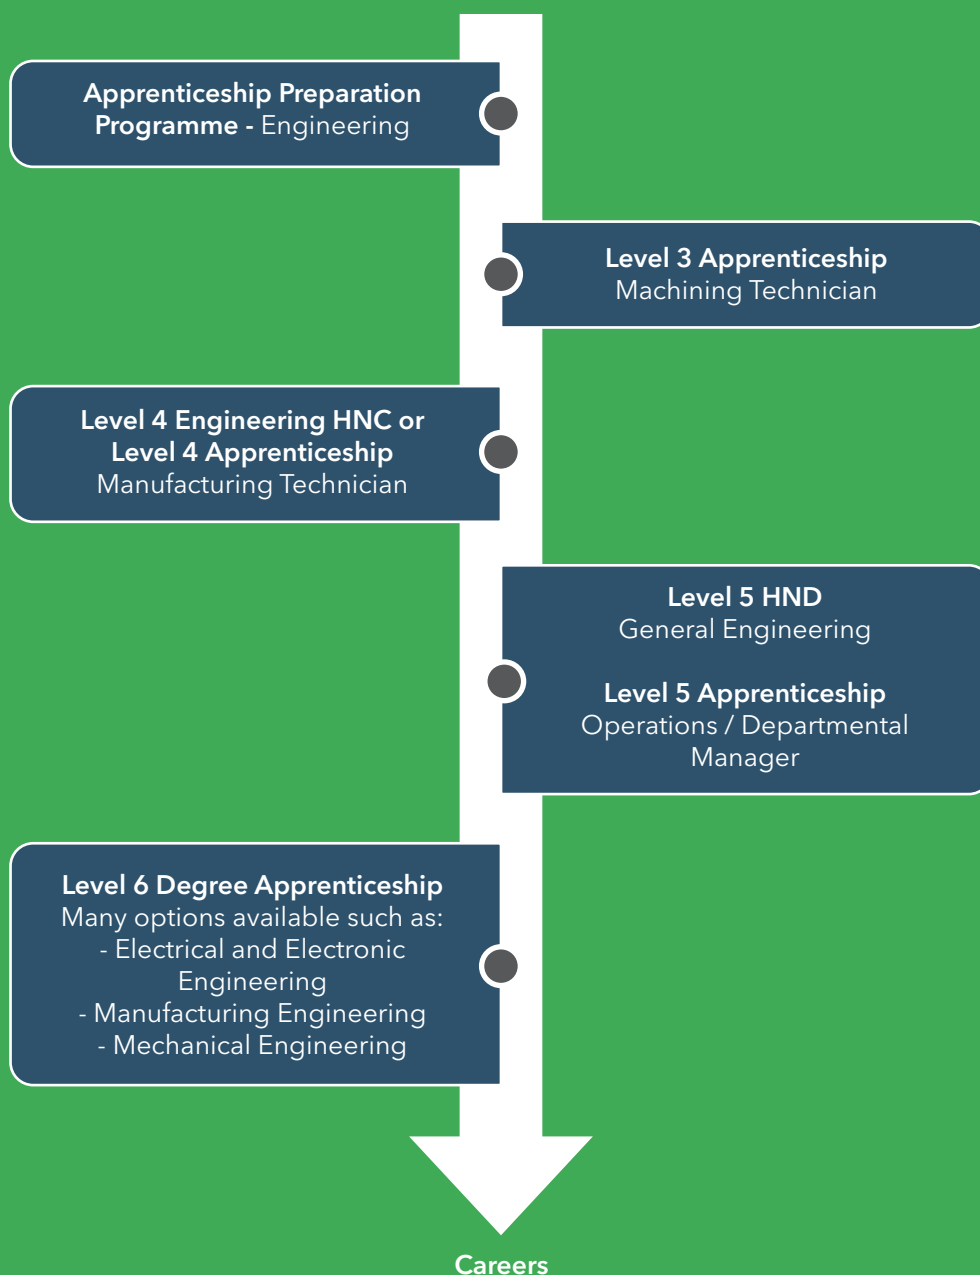 Apprenticeship Preparation
Programme - Engineering
Level 3 Apprenticeship
Machining Technician
Level 4 Engineering HNC or
Level 4 Apprenticeship
Manufacturing Technician
Level 5 HND
General Engineering
Level 5 Apprenticeship
Operations / Departmental
Manager
Level 6 Degree Apprenticeship
Many options available such as:
- Electrical and Electronic
Engineering
- Manufacturing Engineering
- Mechanical Engineering
Careers